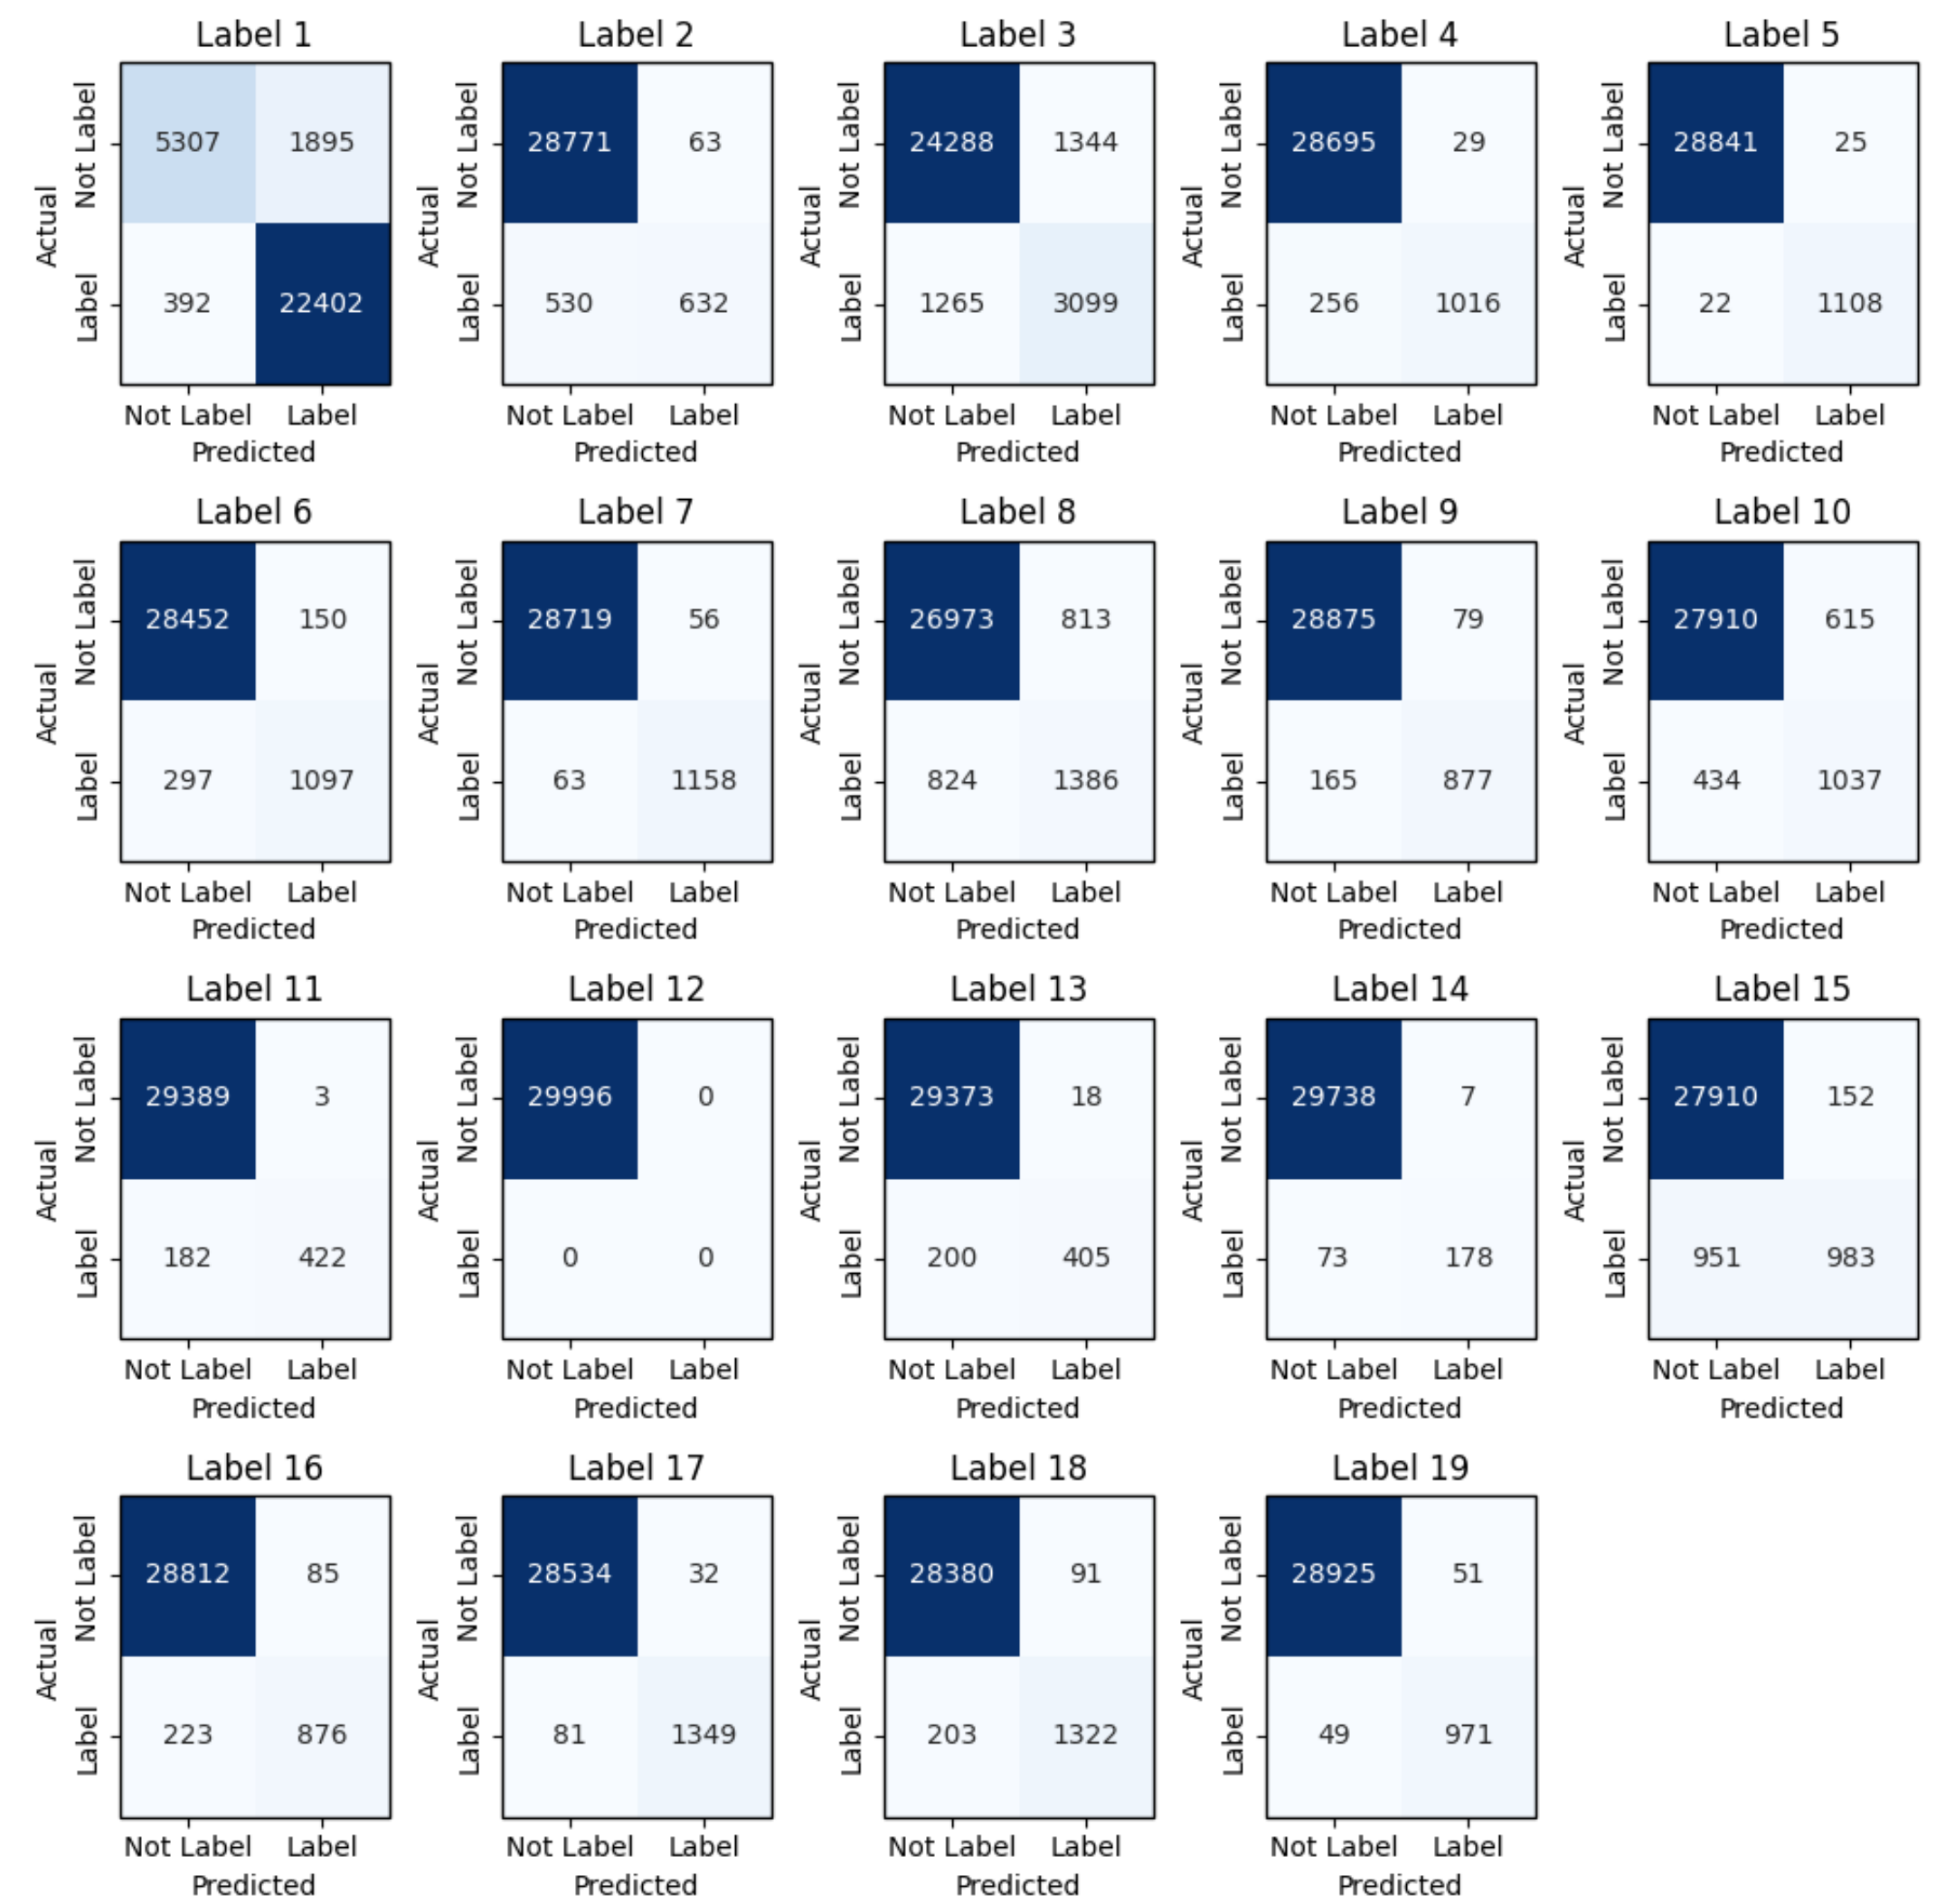 Label 1 Label 2 Label 3 Label 4 Label 5
Actual Not Label 5307 1895 Actual Not Label 28771 63 Actual Not Label 24288 1344 Actual Not Label 28695 29 Actual Not Label 28841 25
Label 392 22402 Label 530 632 Label 1265 3099 Label 256 1016 Label 22 1108
Not Label Label Not Label Label Not Label Label Not Label Label Not Label Label
Predicted Predicted Predicted Predicted Predicted
Label 6 Label 7 Label 8 Label 9 Label 10
Actual Not Label 28452 150 Actual Not Label 28719 56 Actual Not Label 26973 813 Actual Not Label 28875 79 Actual Not Label 27910 615
Label 297 1097 Label 63 1158 Label 824 1386 Label 165 877 Label 434 1037
Not Label Label Not Label Label Not Label Label Not Label Label Not Label Label
Predicted Predicted Predicted Predicted Predicted
Label 11 Label 12 Label 13 Label 14 Label 15
Actual Not Label 29389 3 Actual Not Label 29996 0 Actual Not Label 29373 18 Actual Not Label 29738 7 Actual Not Label 27910 152
Label 182 422 Label 0 0 Label 200 405 Label 73 178 Label 951 983
Not Label Label Not Label Label Not Label Label Not Label Label Not Label Label
Predicted Predicted Predicted Predicted Predicted
Label 16 Label 17 Label 18 Label 19
Actual Not Label 28812 85 Actual Not Label 28534 32 Actual Not Label 28380 91 Actual Not Label 28925 51
Label 223 876 Label 81 1349 Label 203 1322 Label 49 971
Not Label Label Not Label Label Not Label Label Not Label Label
Predicted Predicted Predicted Predicted